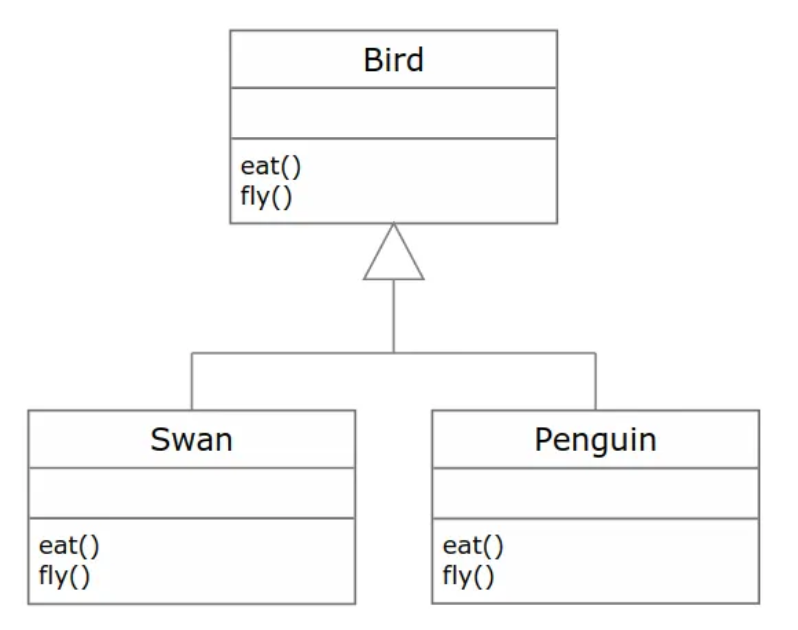 Bird
eat()
fly()
Swan
eat()
fly()
Penguin
eat()
fly()